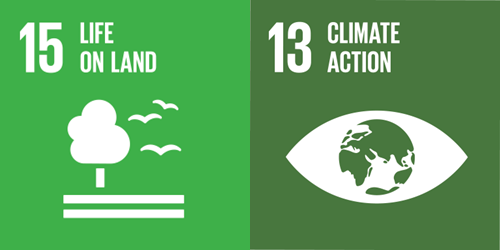 15 LIFE
ON LAND
13 CLIMATE
ACTION